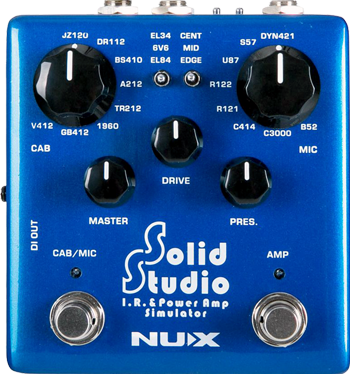 JZ120
DR112
BS410
A212
TR212
1960
GB412
V412
CAB
EL34
6V6
EL84
CENT
MID
EDGE
DYN421
S57
U87
R122
R121
C414
C3000
B52
MIC
DRIVE
MASTER
PRES.
DI OUT
CAB/MIC
AMP
Solid
Studio
I.R.&Power Amp
Simulator
NUX